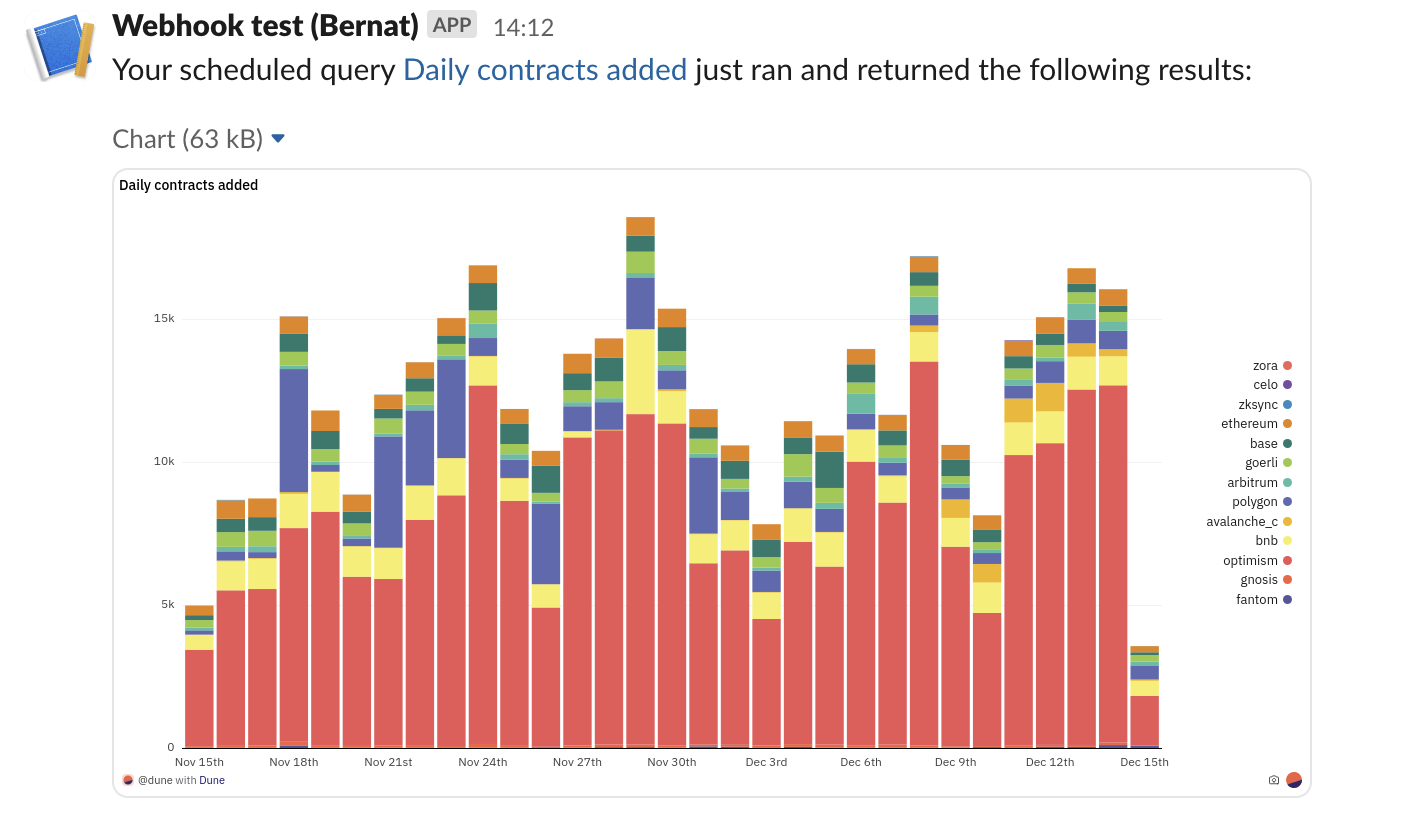 Webhook test (Bernat) APP 14:12
Your scheduled query Daily contracts added just ran and returned the following results:
Chart (63 kB)
Daily contracts added
15k
10k
5k
0
zora
celo
zksync
ethereum
base
goerli
arbitrum
polygon
avalanche_c
bnb
optimism
gnosis
fantom
Nov 15th Nov 18th Nov 21st Nov 24th Nov 27th Nov 30th Dec 3rd Dec 6th Dec 9th Dec 12th Dec 15th
@dune with Dune